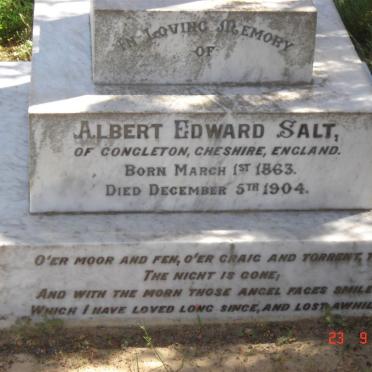 IN LOVING MEMORY
OF
ALBERT EDWARD SALT,
OF CONGLETON, CHESHIRE, ENGLAND.
BORN MARCH 1ST 1863.
DIED DECEMBER 5TH 1904.
O'ER MOOR AND FEN, O'ER CRAIG AND TORRENT, T
THE NIGHT IS GONE;
AND WITH THE MORN THOSE ANGEL FACES SMILE
WHICH I HAVE LOVED LONG SINCE, AND LOST AWHIL
23 9